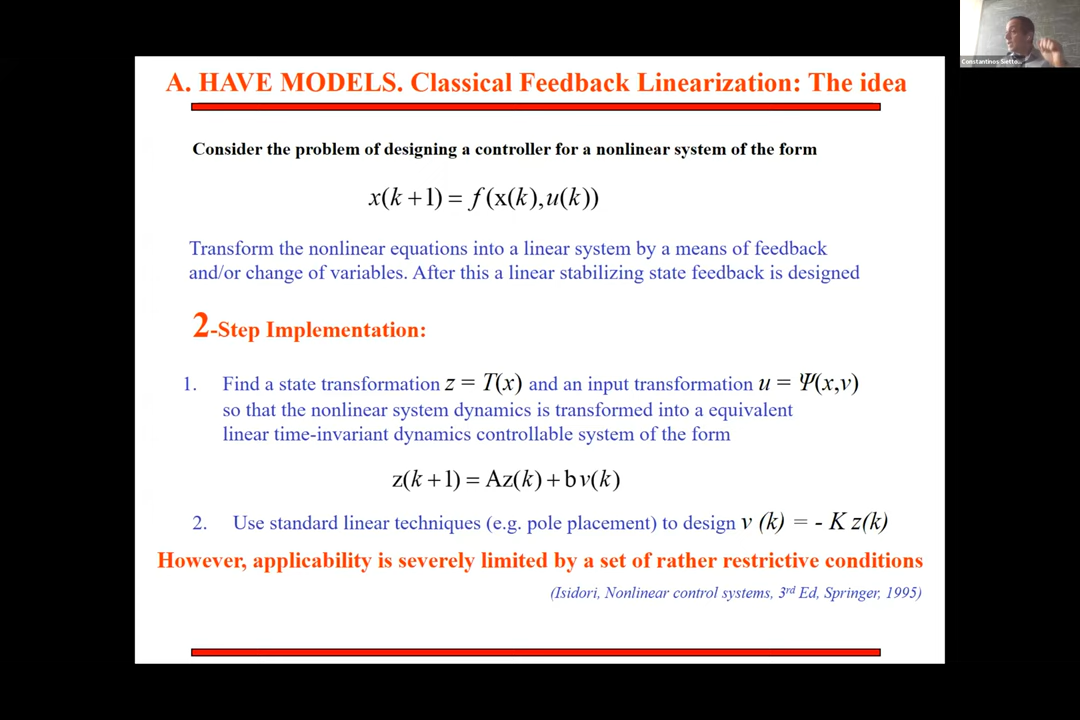 Constantinos Sietto...
A. HAVE MODELS. Classical Feedback Linearization: The idea
Consider the problem of designing a controller for a nonlinear system of the form
x(k+1) = f(x(k),u(k))
Transform the nonlinear equations into a linear system by a means of feedback
and/or change of variables. After this a linear stabilizing state feedback is designed
2-Step Implementation:
1. Find a state transformation z = T(x) and an input transformation u = Ψ(x,v)
so that the nonlinear system dynamics is transformed into a equivalent
linear time-invariant dynamics controllable system of the form
z(k+1) = Az(k)+bv(k)
2. Use standard linear techniques (e.g. pole placement) to design v (k) = - K z(k)
However, applicability is severely limited by a set of rather restrictive conditions
(Isidori, Nonlinear control systems, 3rd Ed, Springer, 1995)